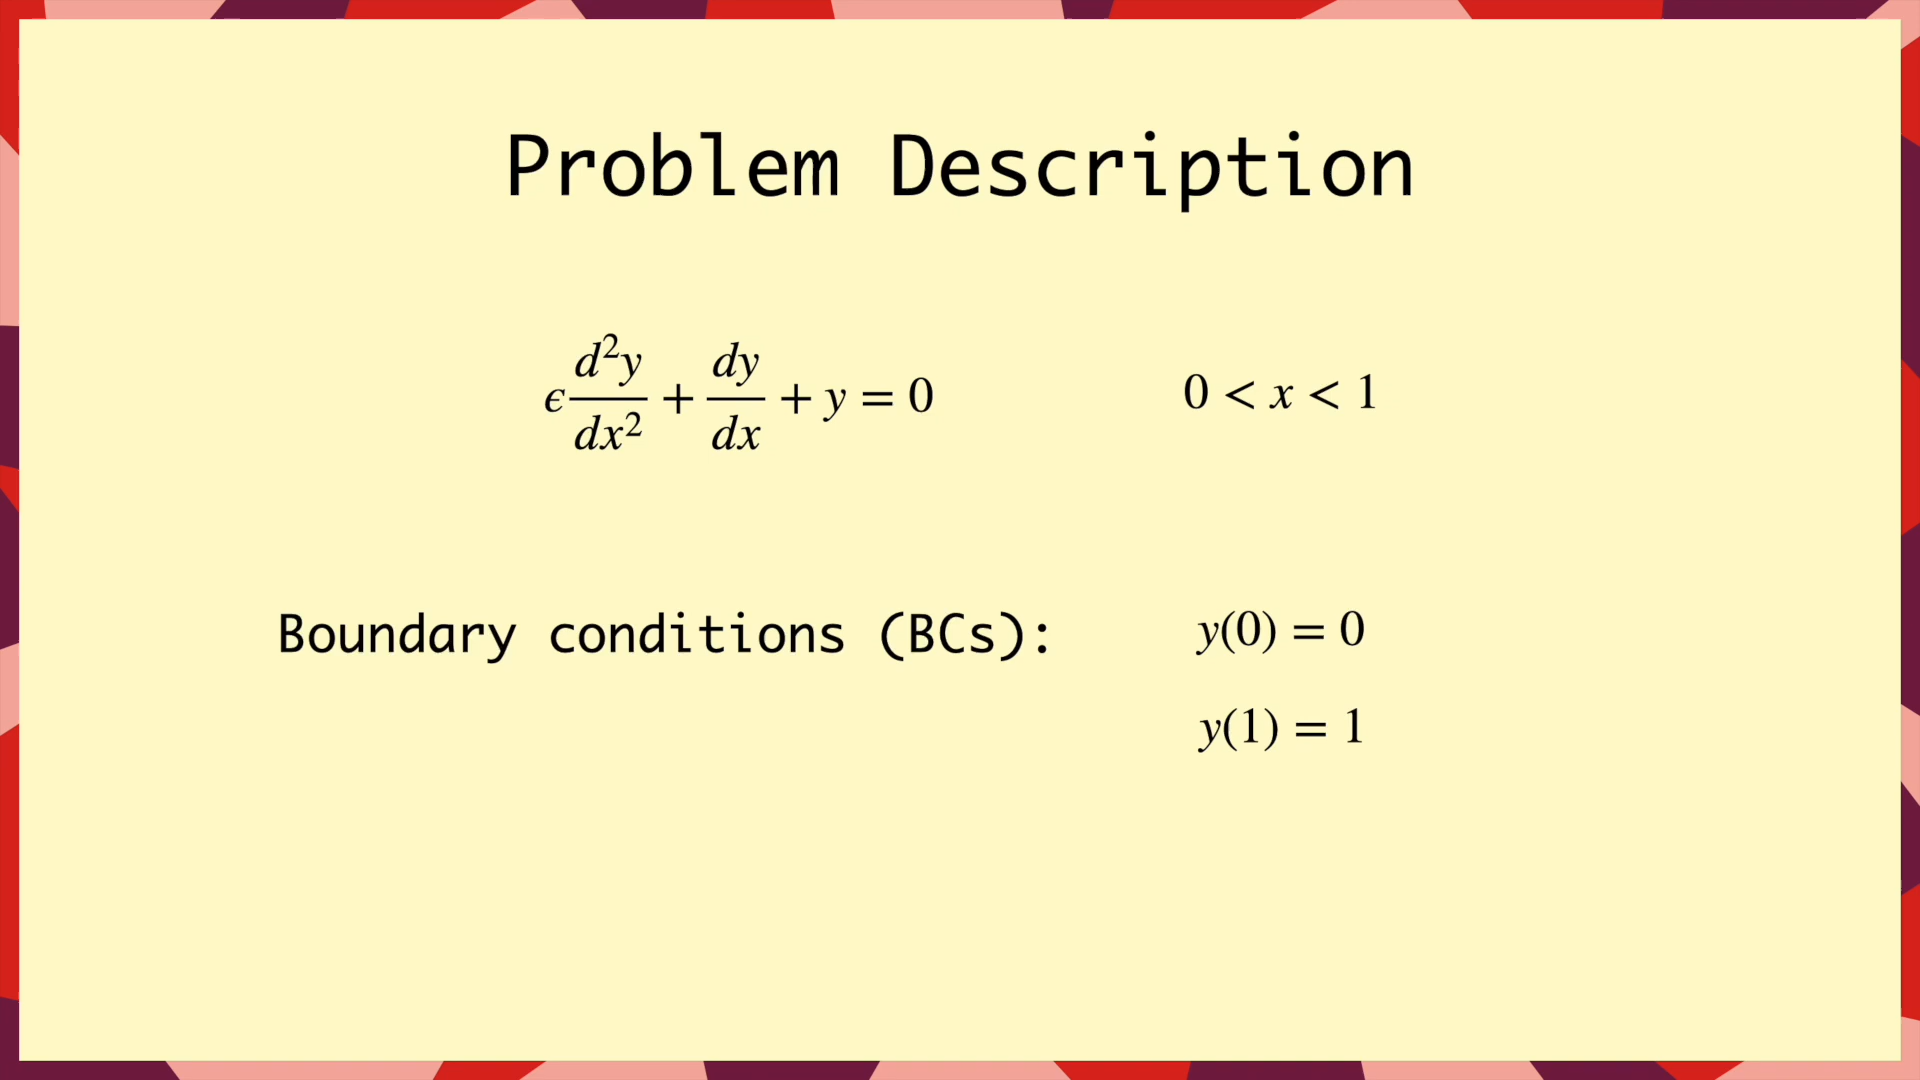 Problem Description
ϵ d²y/dx² + dy/dx + y = 0 0 < x < 1
Boundary conditions (BCs): y(0) = 0
y(1) = 1